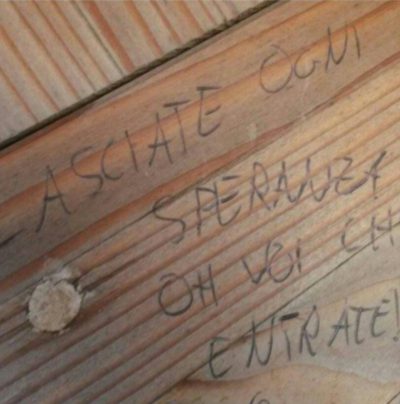 LASCIATE OGNI
SPERANZA
OH VOI CH
ENTRATE!